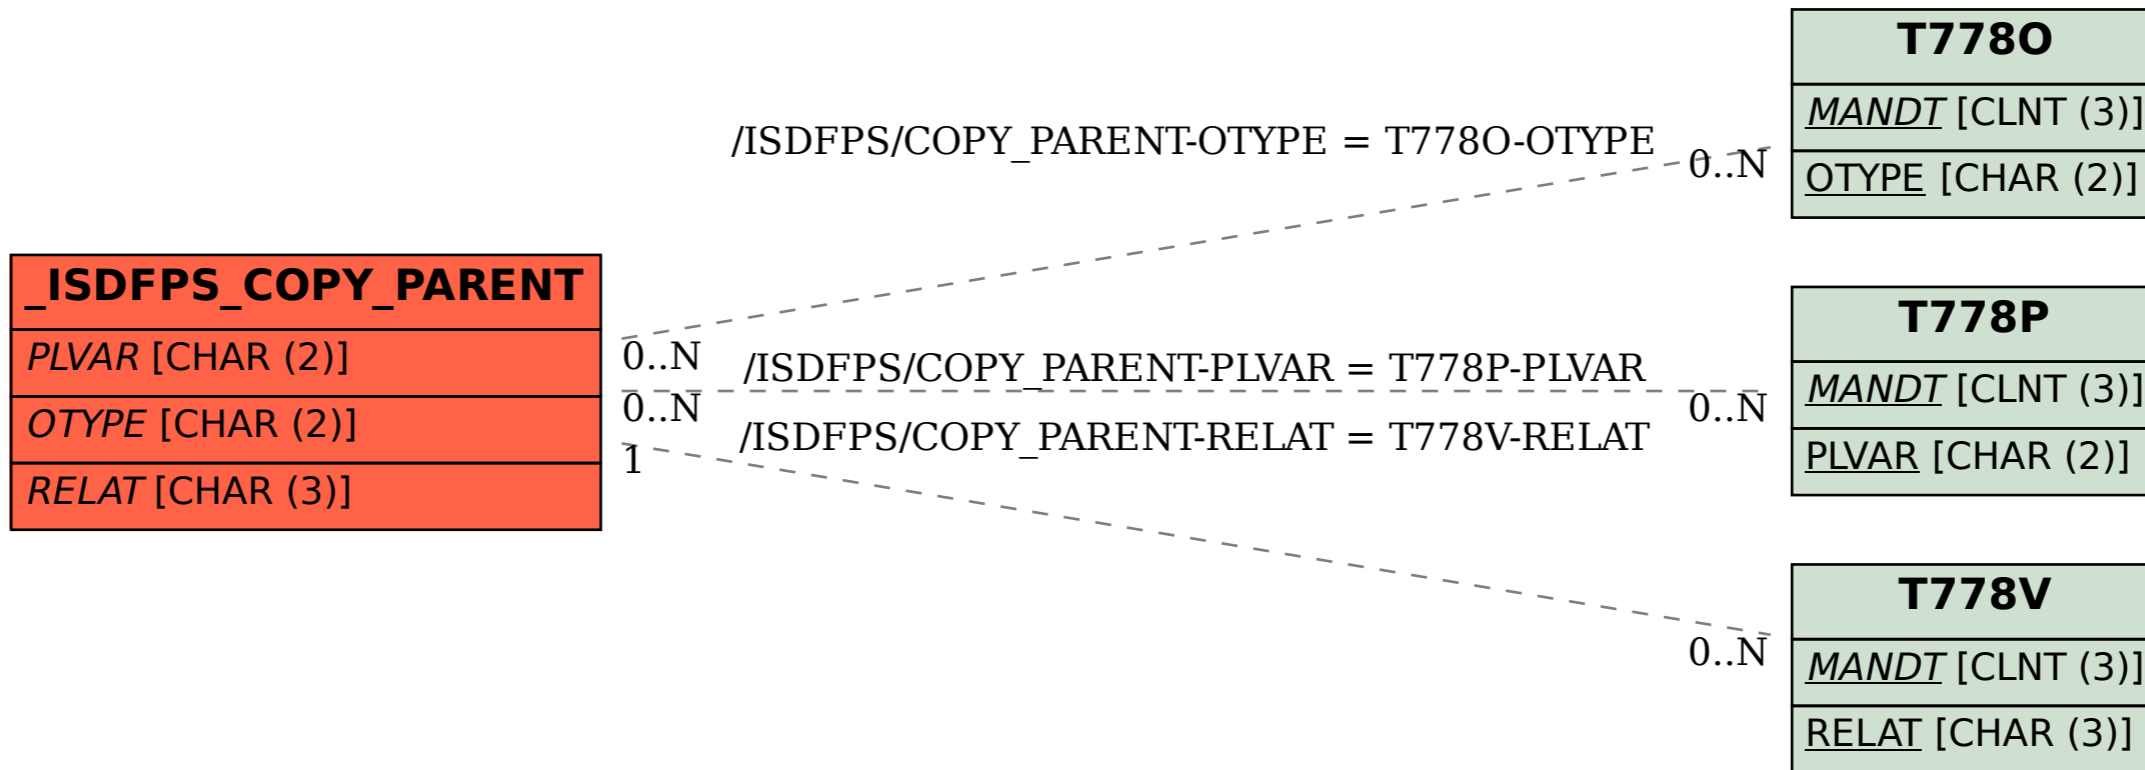 _ISDFPS_COPY_PARENT
PLVAR [CHAR (2)]
OTYPE [CHAR (2)]
RELAT [CHAR (3)]
/ISDFPS/COPY_PARENT-OTYPE = T778O-OTYPE
0..N
0..N
/ISDFPS/COPY_PARENT-PLVAR = T778P-PLVAR
0..N
0..N
/ISDFPS/COPY_PARENT-RELAT = T778V-RELAT
1
0..N
T778O
MANDT [CLNT (3)]
OTYPE [CHAR (2)]
T778P
MANDT [CLNT (3)]
PLVAR [CHAR (2)]
T778V
MANDT [CLNT (3)]
RELAT [CHAR (3)]